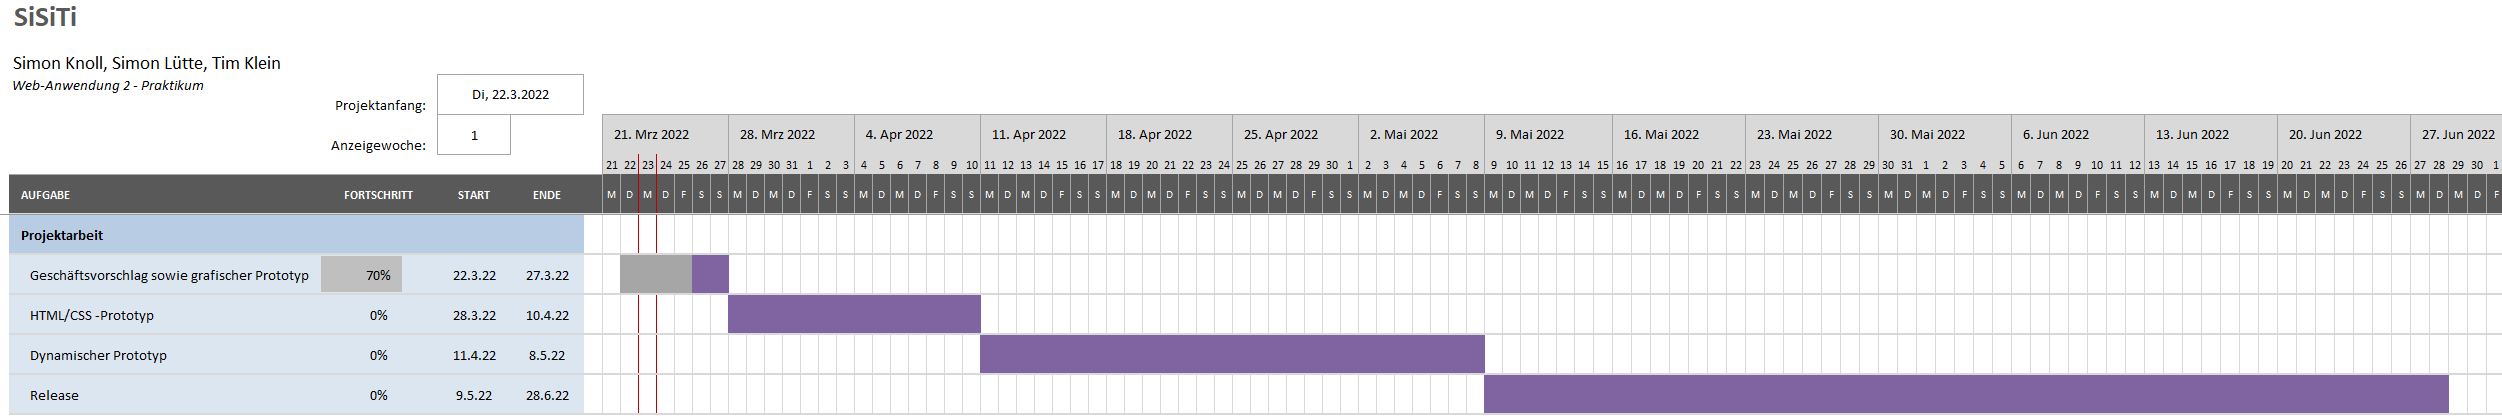 SiSiTi
Simon Knoll, Simon Lütte, Tim Klein
Web-Anwendung 2 - Praktikum
Projektanfang: Di, 22.3.2022
Anzeigewoche: 1
21. Mrz 2022 28. Mrz 2022 4. Apr 2022 11. Apr 2022 18. Apr 2022 25. Apr 2022 2. Mai 2022 9. Mai 2022 16. Mai 2022 23. Mai 2022 30. Mai 2022 6. Jun 2022 13. Jun 2022 20. Jun 2022 27. Jun 2022
21 22 23 24 25 26 27 28 29 30 31 1 2 3 4 5 6 7 8 9 10 11 12 13 14 15 16 17 18 19 20 21 22 23 24 25 26 27 28 29 30 1 2 3 4 5 6 7 8 9 10 11 12 13 14 15 16 17 18 19 20 21 22 23 24 25 26 27 28 29 30 31 1 2 3 4 5 6 7 8 9 10 11 12 13 14 15 16 17 18 19 20 21 22 23 24 25 26 27 28 29 30 1
AUFGABE FORTSCHRITT START ENDE M D M D F S S M D M D F S S M D M D F S S M D M D F S S M D M D F S S M D M D F S S M D M D F S S M D M D F S S M D M D F S S M D M D F S S M D M D F S S M D M D F S S M D M D F S S M D M D F S S M D M D F
Projektarbeit
Geschäftsvorschlag sowie grafischer Prototyp 70% 22.3.22 27.3.22
HTML/CSS -Prototyp 0% 28.3.22 10.4.22
Dynamischer Prototyp 0% 11.4.22 8.5.22
Release 0% 9.5.22 28.6.22